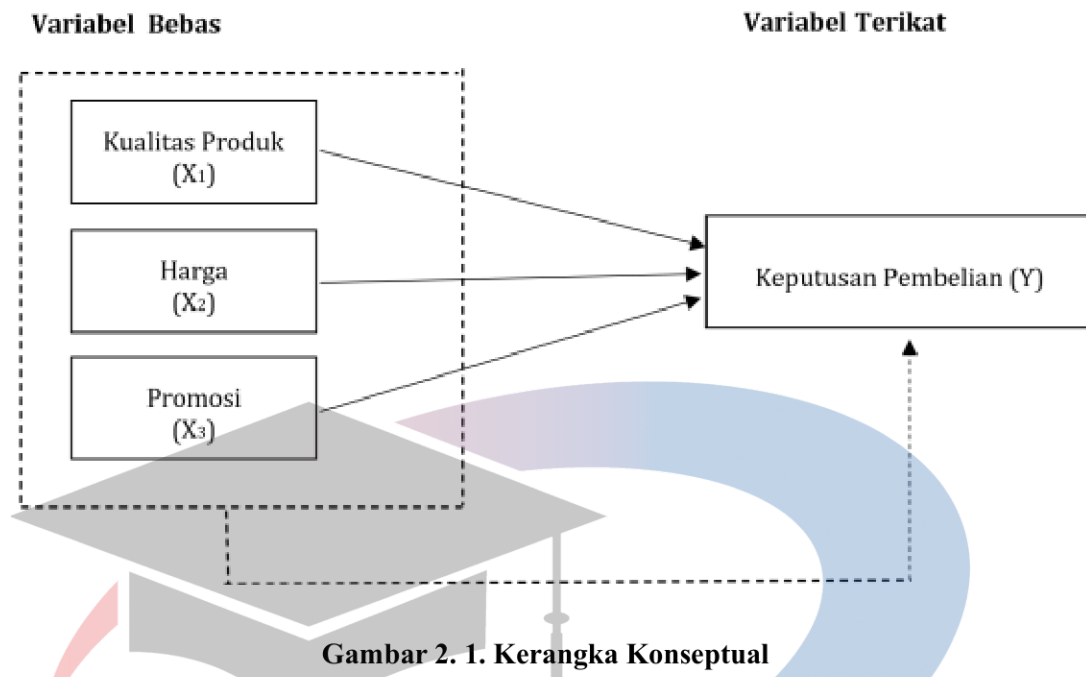 Variabel Bebas
Variabel Terikat
Kualitas Produk
(X1)
Harga
(X2)
Promosi
(X3)
Keputusan Pembelian (Y)
Gambar 2. 1. Kerangka Konseptual